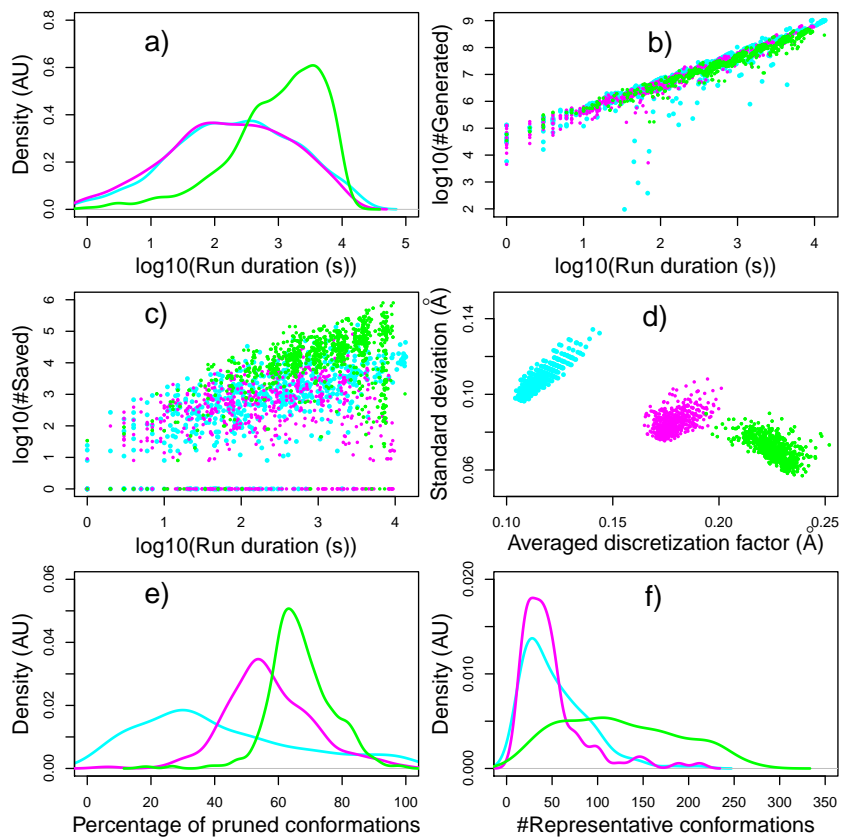 a)
Density (AU)
0.0 0.2 0.4 0.6 0.8
0 1 2 3 4 5
log10(Run duration (s))
b)
log10(#Generated)
2 3 4 5 6 7 8 9
0 1 2 3 4
log10(Run duration (s))
c)
log10(#Saved)
0 1 2 3 4 5 6
0 1 2 3 4
log10(Run duration (s))
d)
Standard deviation (Å)
0.06 0.10 0.14
0.10 0.15 0.20 0.25
Averaged discretization factor (Å)
e)
Density (AU)
0.00 0.02 0.04 0.06
0 20 40 60 80 100
Percentage of pruned conformations
f)
Density (AU)
0.000 0.010 0.020
0 50 100 150 200 250 300 350
#Representative conformations